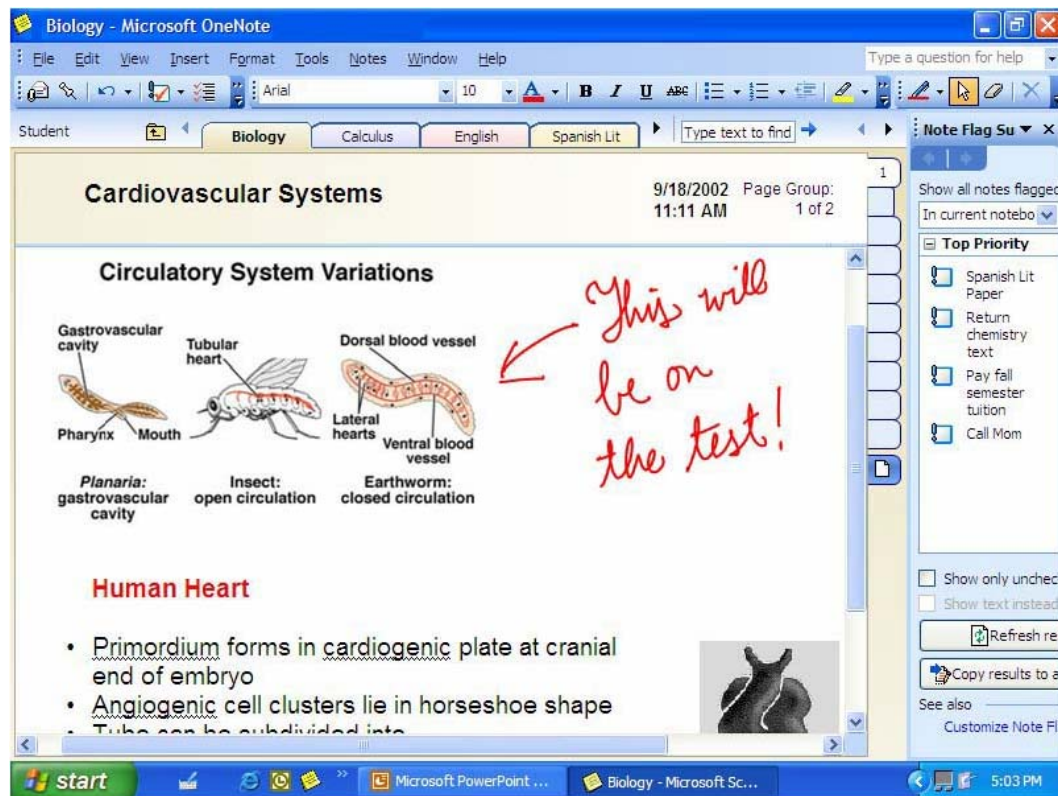 Biology - Microsoft OneNote
File Edit View Insert Format Tools Notes Window Help
Type a question for help
Arial 10 A B I U ABC
Student Biology Calculus English Spanish Lit Type text to find
Note Flag Su
Cardiovascular Systems
9/18/2002 Page Group:
11:11 AM 1 of 2
1
Show all notes flagged
In current notebo
Top Priority
Spanish Lit
Paper
Return
chemistry
text
Pay fall
semester
tuition
Call Mom
Circulatory System Variations
Gastrovascular
cavity
Pharynx Mouth
Planaria:
gastrovascular
cavity
Tubular
heart
Insect:
open circulation
Dorsal blood vessel
Lateral
hearts
Ventral blood
vessel
Earthworm:
closed circulation
This will
be on
the test!
Human Heart
• Primordium forms in cardiogenic plate at cranial
end of embryo
• Angiogenic cell clusters lie in horseshoe shape
• Tube can be subdivided into
Show only unchec
Show text instead
Refresh re
Copy results to a
See also
Customize Note Fl
start Microsoft PowerPoint ... Biology - Microsoft Sc... 5:03 PM